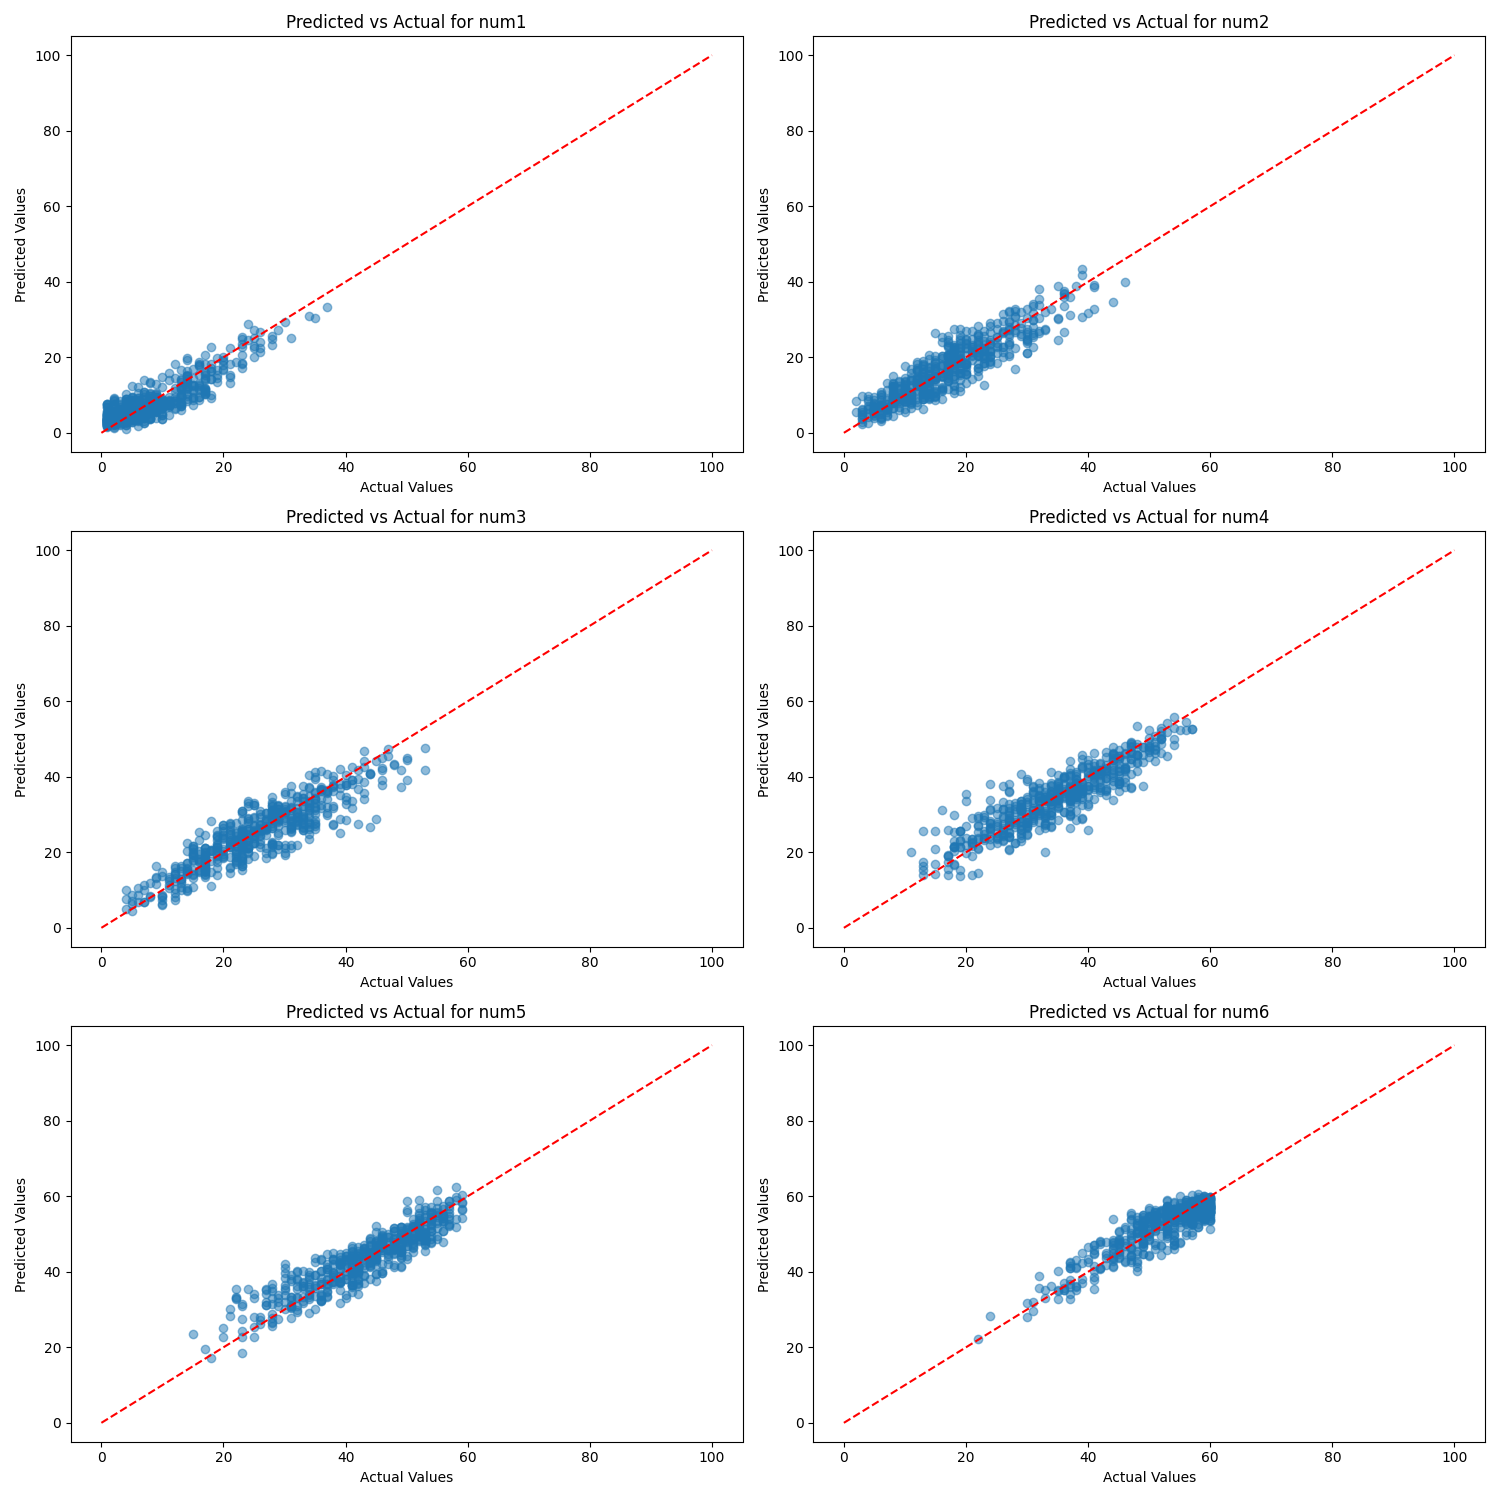 Predicted vs Actual for num1
100
80
60
40
20
0
Predicted Values
0 20 40 60 80 100
Actual Values
Predicted vs Actual for num2
100
80
60
40
20
0
Predicted Values
0 20 40 60 80 100
Actual Values
Predicted vs Actual for num3
100
80
60
40
20
0
Predicted Values
0 20 40 60 80 100
Actual Values
Predicted vs Actual for num4
100
80
60
40
20
0
Predicted Values
0 20 40 60 80 100
Actual Values
Predicted vs Actual for num5
100
80
60
40
20
0
Predicted Values
0 20 40 60 80 100
Actual Values
Predicted vs Actual for num6
100
80
60
40
20
0
Predicted Values
0 20 40 60 80 100
Actual Values